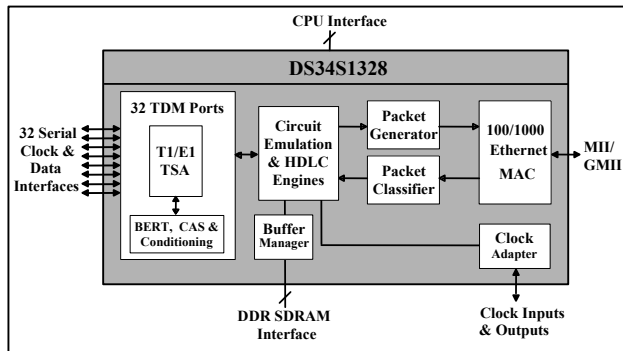 CPU Interface
DS34S1328
32 TDM Ports
T1/E1
TSA
BERT, CAS &
Conditioning
32 Serial
Clock &
Data
Interfaces
Circuit
Emulation
& HDLC
Engines
Buffer
Manager
Packet
Generator
Packet
Classifier
100/1000
Ethernet
MAC
MII/
GMII
Clock
Adapter
DDR SDRAM
Interface
Clock Inputs
& Outputs